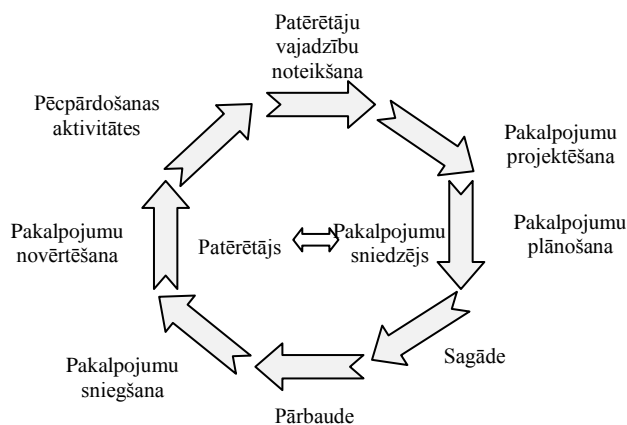 Patērētāju
vajadzību
noteikšana
Pakalpojumu
projektēšana
Pakalpojumu
plānošana
Sagāde
Pārbaude
Pakalpojumu
sniegšana
Pakalpojumu
novērtēšana
Pēcpārdošanas
aktivitātes
Patērētājs
Pakalpojumu
sniedzējs